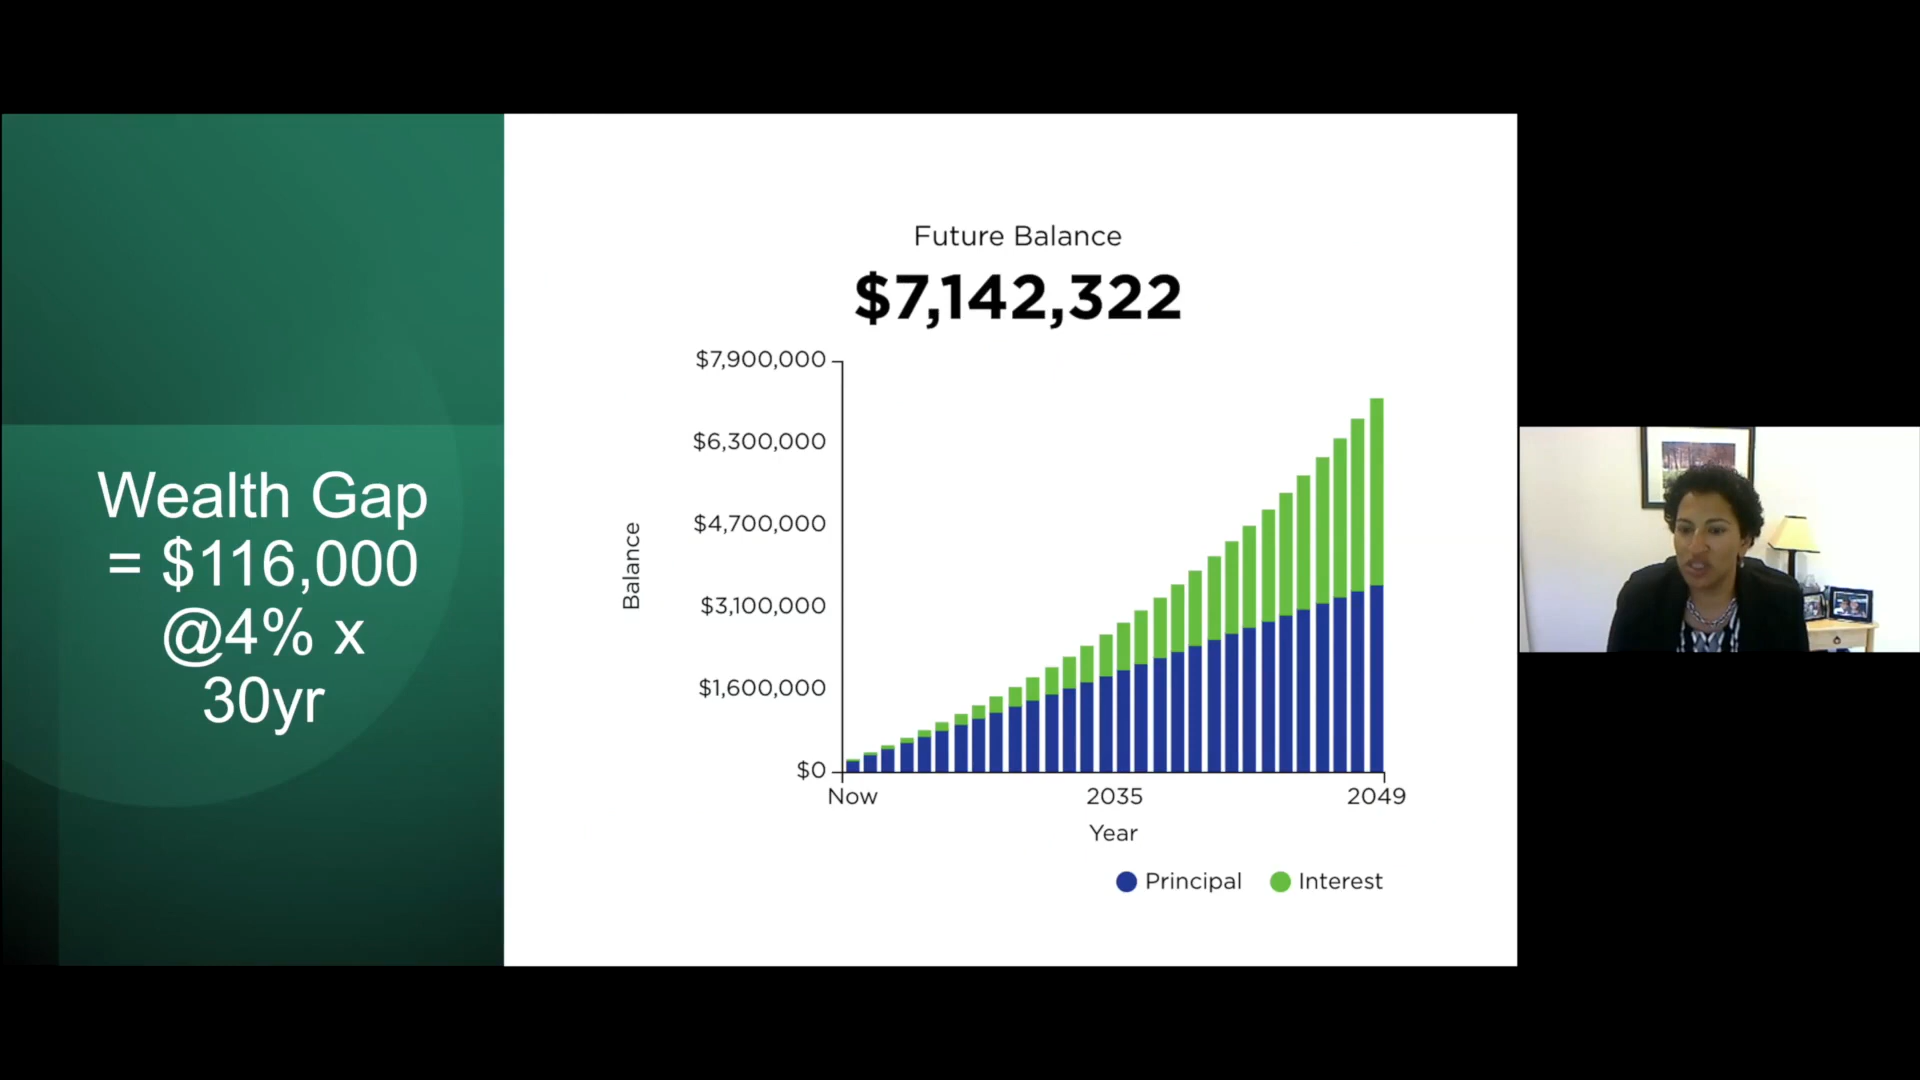 Wealth Gap
= $116,000
@4% x
30yr
Future Balance
$7,142,322
$7,900,000
$6,300,000
$4,700,000
$3,100,000
$1,600,000
$0
Balance
Now
2035
2049
Year
Principal
Interest